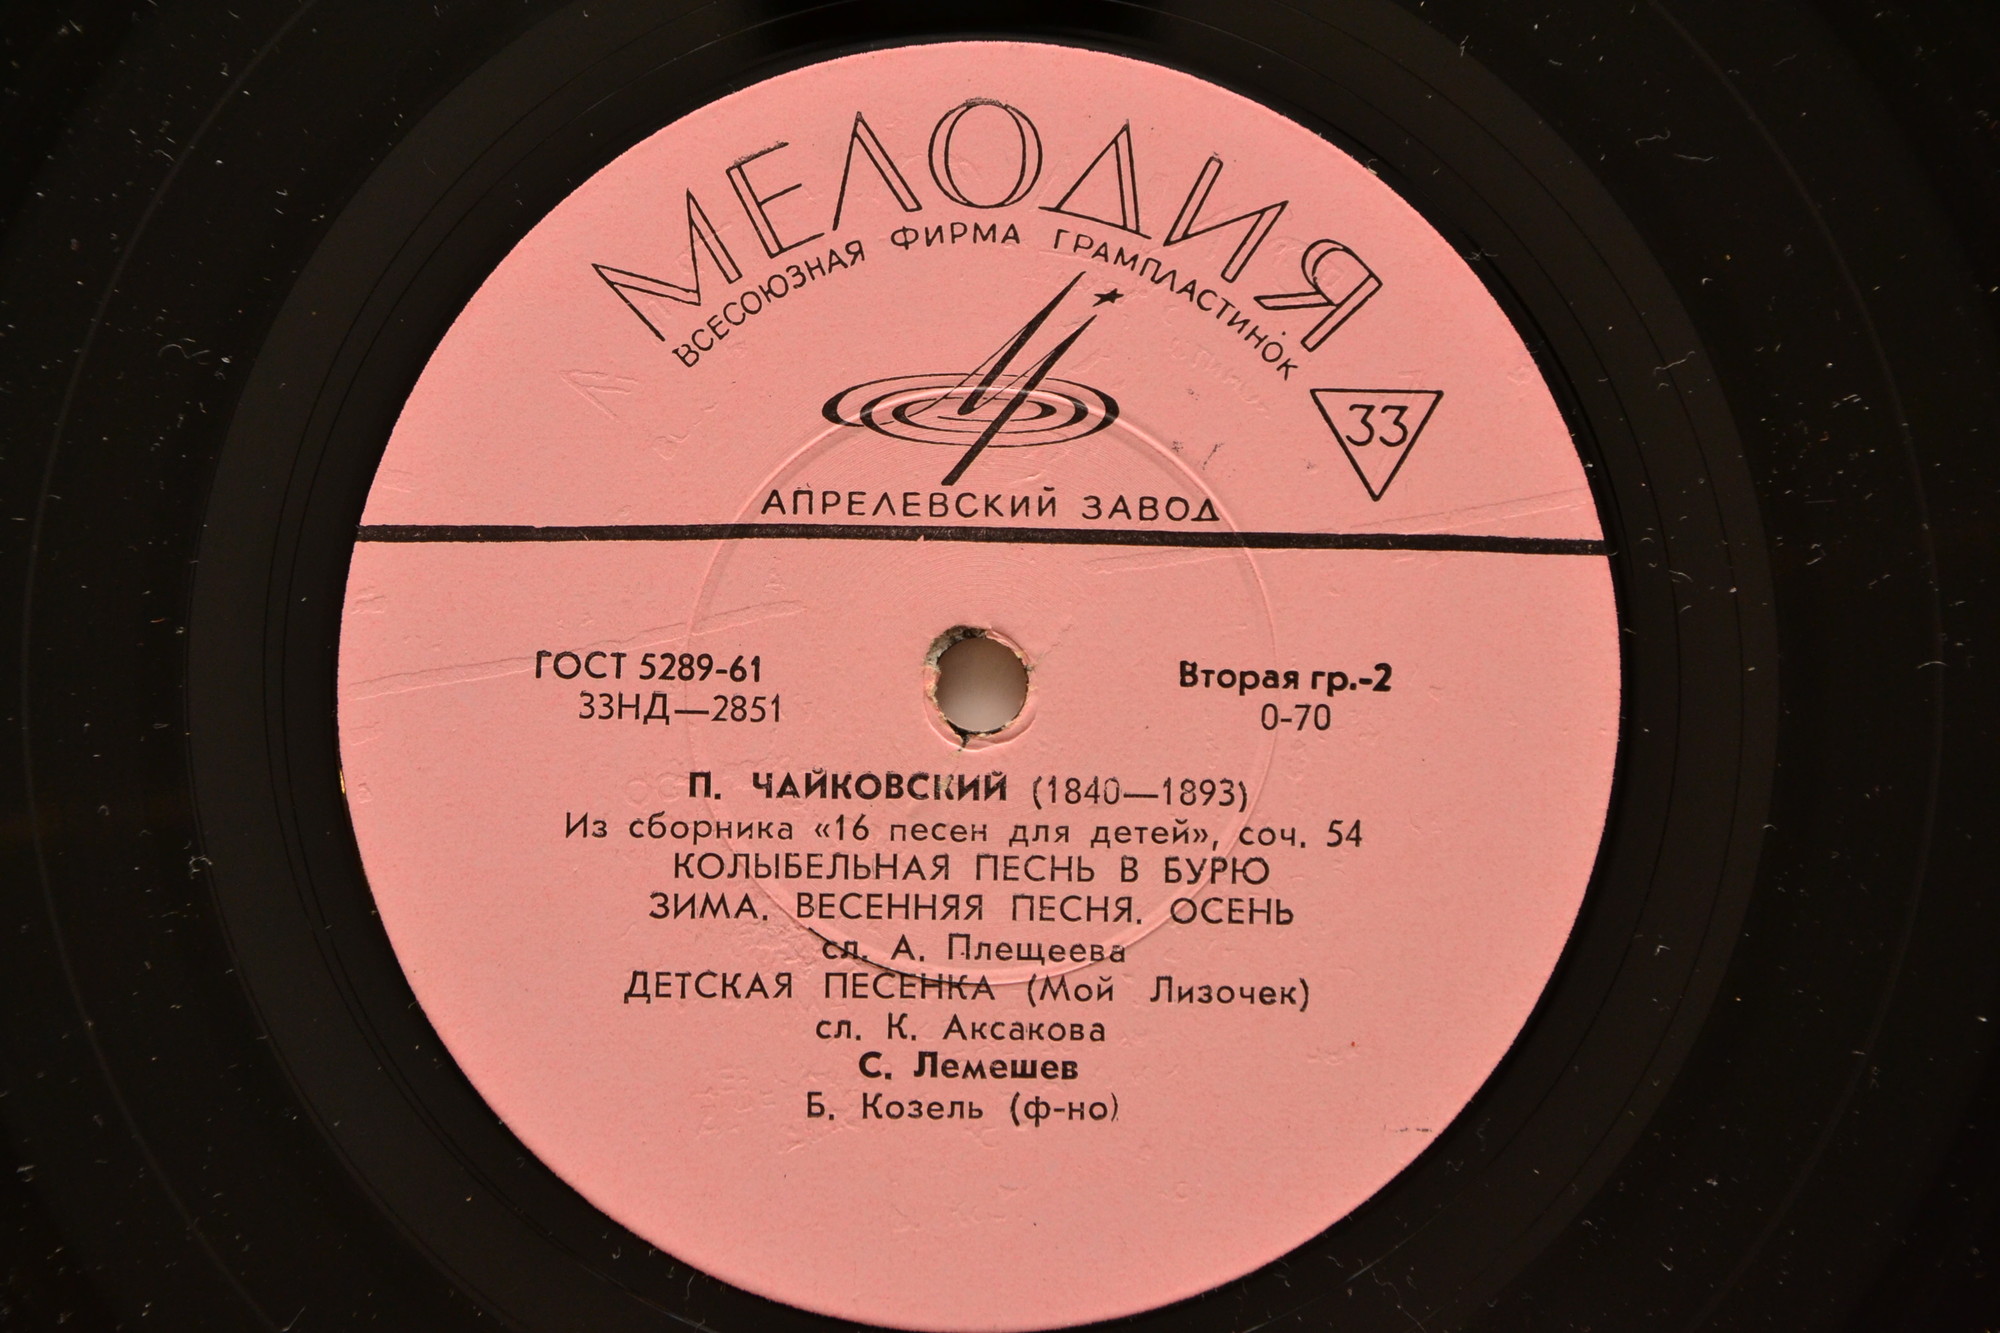 МЕЛОДИЯ
ВСЕСОЮЗНАЯ ФИРМА ГРАМПЛАСТИНОК
33
АПРЕЛЕВСКИЙ ЗАВОД
ГОСТ 5289-61
Вторая гр.-2
33НД—2851
0-70
П. ЧАЙКОВСКИЙ (1840—1893)
Из сборника «16 песен для детей», соч. 54
КОЛЫБЕЛЬНАЯ ПЕСНЬ В БУРЮ
ЗИМА. ВЕСЕННЯЯ ПЕСНЯ. ОСЕНЬ
сл. А. Плещеева
ДЕТСКАЯ ПЕСЕНКА (Мой Лизочек)
сл. К. Аксакова
С. Лемешев
Б. Козель (ф-но)